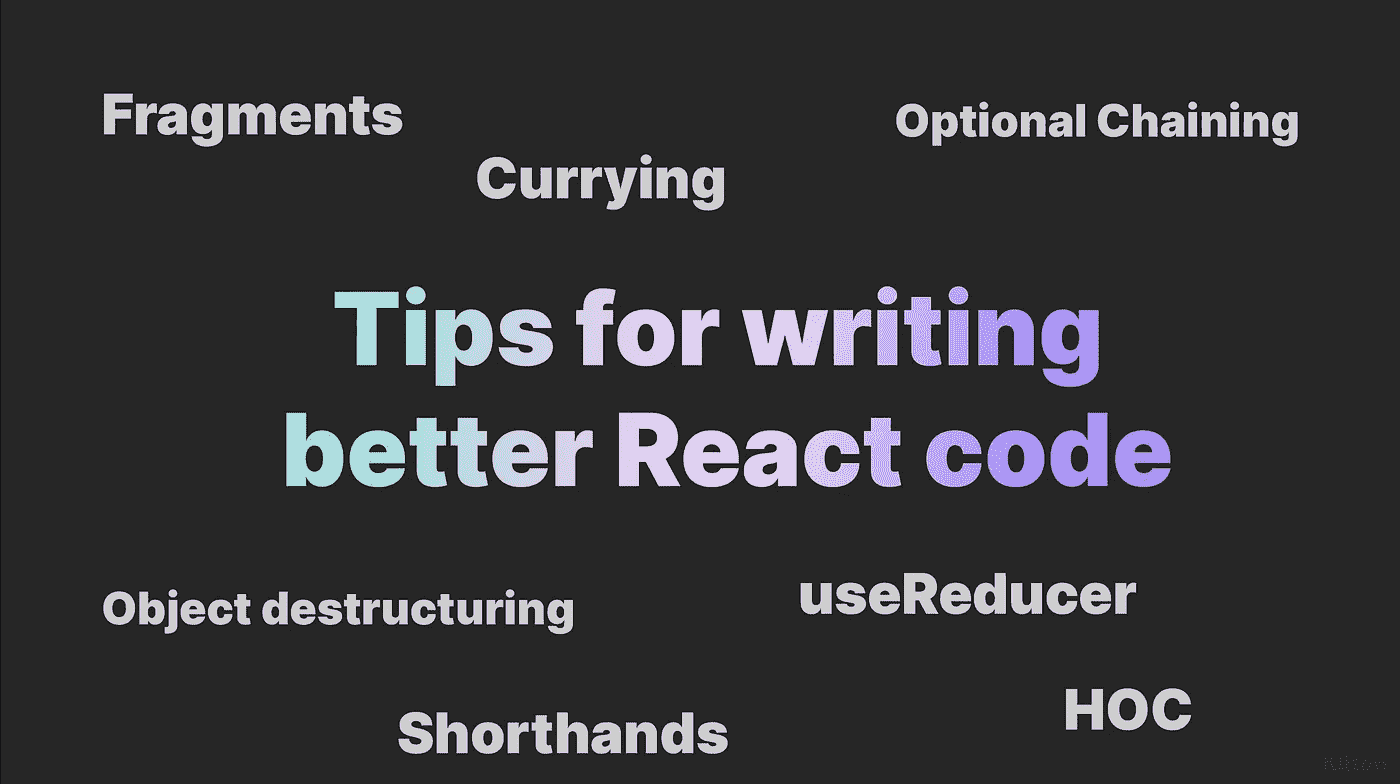 Fragments
Optional Chaining
Currying
Tips for writing
better React code
Object destructuring
useReducer
HOC
Shorthands